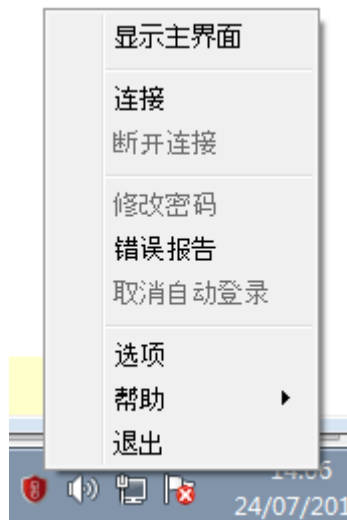 显示主界面
连接
断开连接
修改密码
错误报告
取消自动登录
选项
帮助
退出
24/07/201